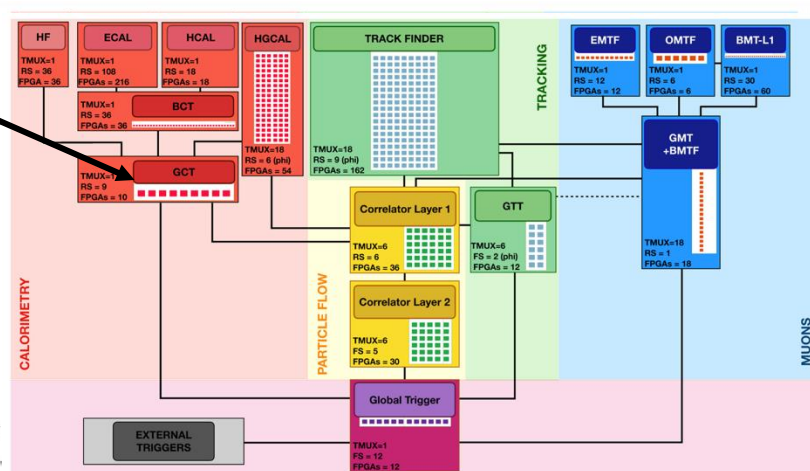 HF
TMUX=1
RS = 36
FPGA = 36
ECAL
TMUX=1
RS = 108
FPGAs = 216
HCAL
TMUX=1
RS = 18
FPGAs = 18
HGCAL
TMUX=18
RS = 6 (phi)
FPGAs = 54
BCT
TMUX=1
RS = 36
FPGAs = 36
GCT
TMUX=1
RS = 9
FPGAs = 10
CALORIMETRY
TRACK FINDER
TMUX=18
RS = 9 (phi)
FPGAs = 162
TRACKING
Correlator Layer 1
TMUX=6
RS = 6
FPGAs = 36
GTT
TMUX=6
FS = 2 (phi)
FPGAs = 12
Correlator Layer 2
TMUX=6
FS = 5
FPGAs = 30
PARTICLE FLOW
EMTF
TMUX=1
RS = 12
FPGAs = 12
OMTF
TMUX=1
RS = 6
FPGAs = 6
BMT-L1
TMUX=1
RS = 30
FPGAs = 60
GMT
+BMTF
TMUX=18
RS = 1
FPGAs = 18
MUONS
Global Trigger
TMUX=1
FS = 12
FPGAs = 12
EXTERNAL
TRIGGERS